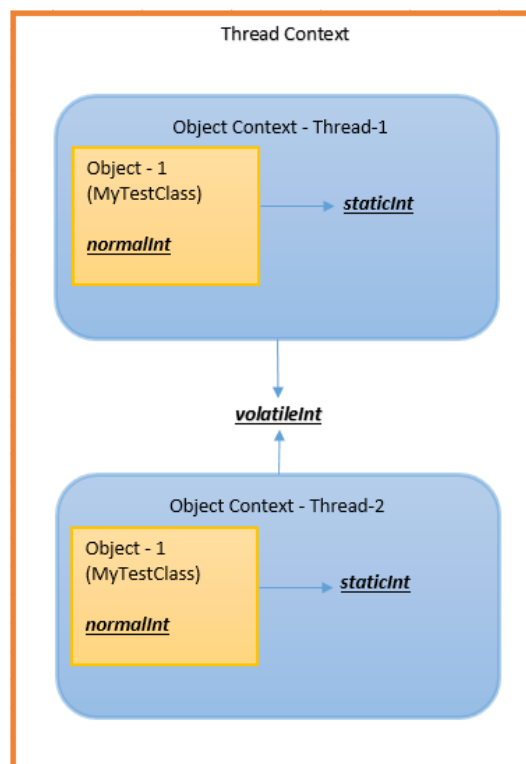 Thread Context
Object Context - Thread-1
Object - 1
(MyTestClass)
staticInt
normalInt
volatileInt
Object Context - Thread-2
Object - 1
(MyTestClass)
staticInt
normalInt